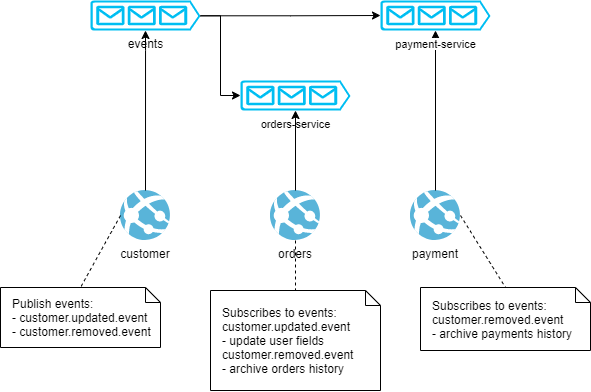 events
payment-service
orders-service
customer
orders
payment
Publish events:
- customer.updated.event
- customer.removed.event
Subscribes to events:
customer.updated.event
- update user fields
customer.removed.event
- archive orders history
Subscribes to events:
customer.removed.event
- archive payments history